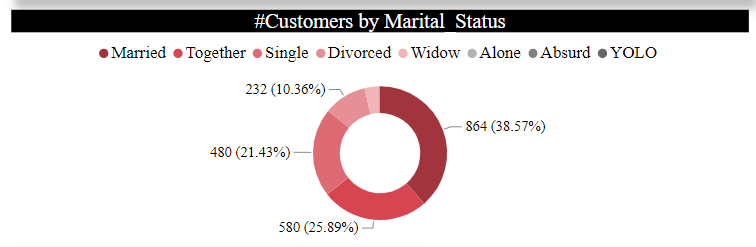 #Customers by Marital_Status
Married Together Single Divorced Widow Alone Absurd YOLO
232 (10.36%)
864 (38.57%)
480 (21.43%)
580 (25.89%)